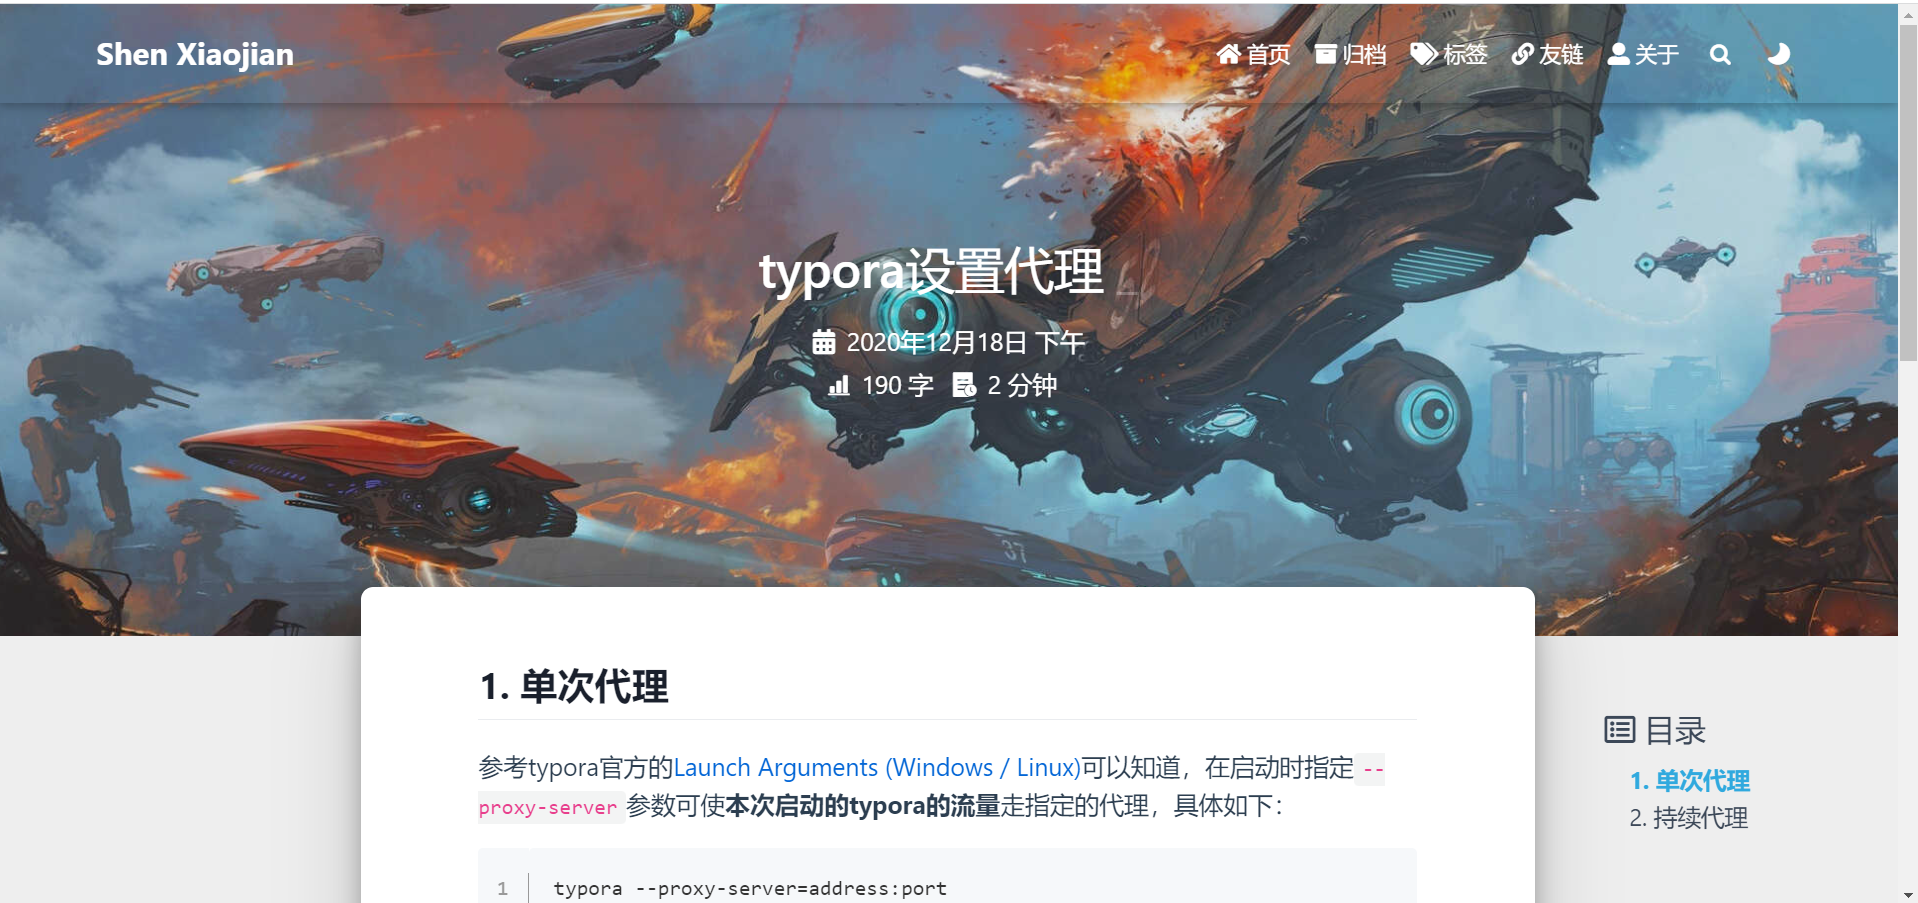 Shen Xiaojian
首页 归档 标签 友链 关于
typora设置代理
2020年12月18日 下午
190 字 2 分钟
1. 单次代理
参考typora官方的Launch Arguments (Windows / Linux)可以知道，在启动时指定 --
proxy-server 参数可使本次启动的typora的流量走指定的代理，具体如下：
1 typora --proxy-server=address:port
目录
1. 单次代理
2. 持续代理